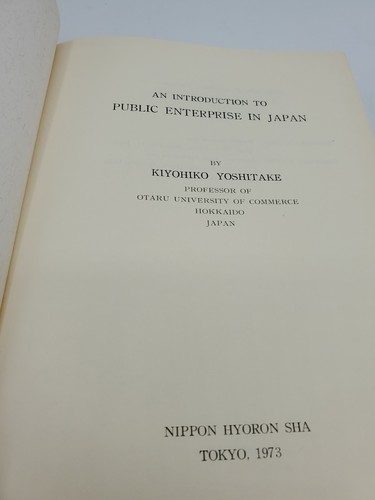 AN INTRODUCTION TO
PUBLIC ENTERPRISE IN JAPAN
BY
KIYOHIKO YOSHITAKE
PROFESSOR OF
OTARU UNIVERSITY OF COMMERCE
HOKKAIDO
JAPAN
NIPPON HYORON SHA
TOKYO, 1973